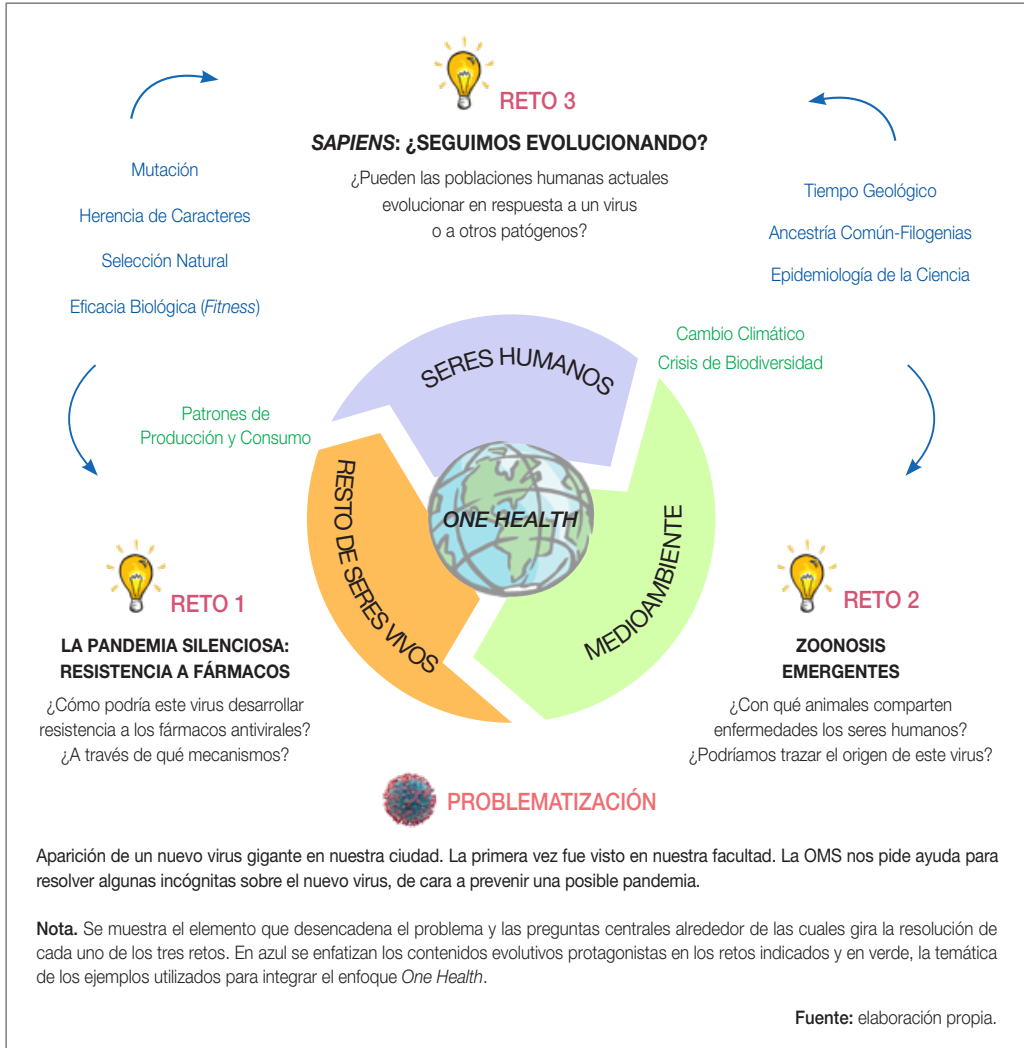 RETO 3
SAPIENS: ¿SEGUIMOS EVOLUCIONANDO?
¿Pueden las poblaciones humanas actuales
evolucionar en respuesta a un virus
o a otros patógenos?
Mutación
Herencia de Caracteres
Selección Natural
Eficacia Biológica (Fitness)
Tiempo Geológico
Ancestría Común-Filogenias
Epidemiología de la Ciencia
Cambio Climático
Crisis de Biodiversidad
Patrones de
Producción y Consumo
SERES HUMANOS
RESTO DE SERES VIVOS
MEDIOAMBIENTE
ONE HEALTH
RETO 1
LA PANDEMIA SILENCIOSA:
RESISTENCIA A FÁRMACOS
¿Cómo podría este virus desarrollar
resistencia a los fármacos antivirales?
¿A través de qué mecanismos?
RETO 2
ZOONOSIS
EMERGENTES
¿Con qué animales comparten
enfermedades los seres humanos?
¿Podríamos trazar el origen de este virus?
PROBLEMATIZACIÓN
Aparición de un nuevo virus gigante en nuestra ciudad. La primera vez fue visto en nuestra facultad. La OMS nos pide ayuda para
resolver algunas incógnitas sobre el nuevo virus, de cara a prevenir una posible pandemia.
Nota. Se muestra el elemento que desencadena el problema y las preguntas centrales alrededor de las cuales gira la resolución de
cada uno de los tres retos. En azul se enfatizan los contenidos evolutivos protagonistas en los retos indicados y en verde, la temática
de los ejemplos utilizados para integrar el enfoque One Health.
Fuente: elaboración propia.